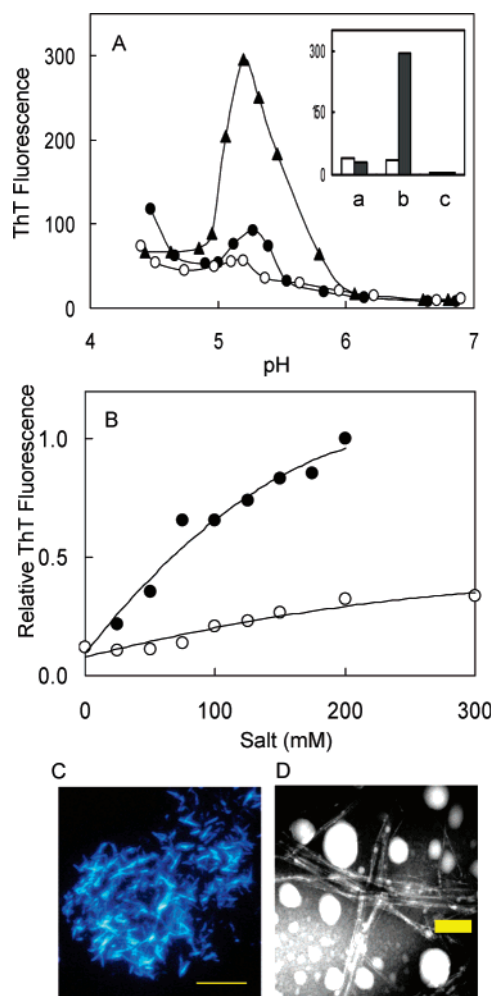 A
ThT Fluorescence
300
200
100
0
4 5 6 7
pH
300
150
0
a b c
B
Relative ThT Fluorescence
1.0
0.5
0.0
0 100 200 300
Salt (mM)
C D